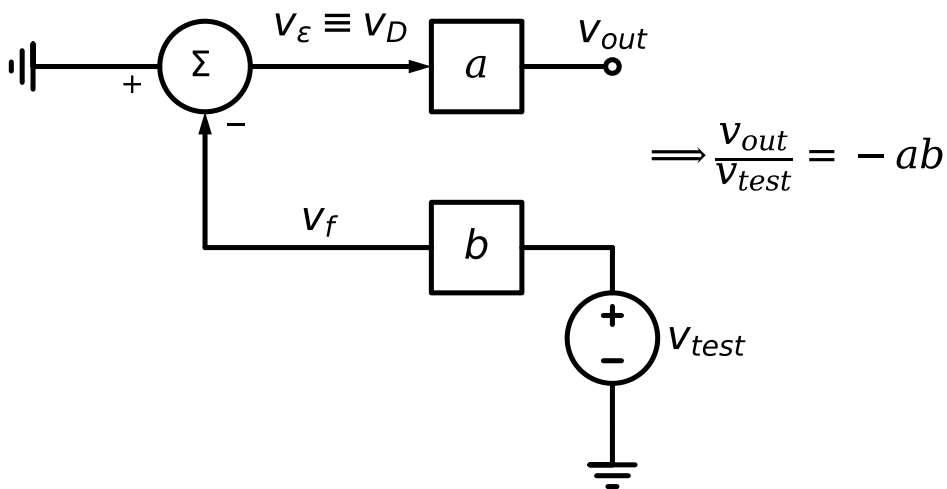 v_ε ≡ v_D
v_out
Σ
a
+
−
⟹ v_out / v_test = − ab
v_f
b
+
−
v_test